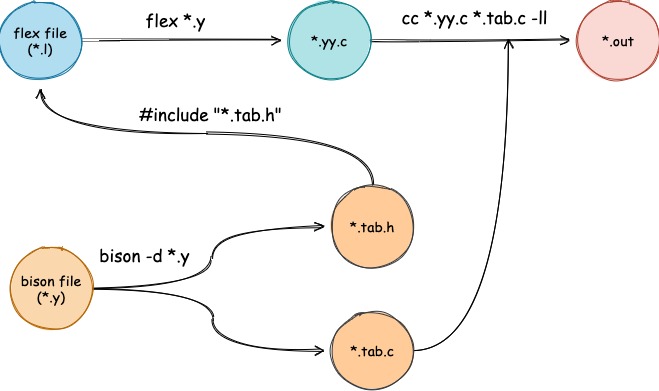 flex *.y
cc *.yy.c *.tab.c -ll
flex file
(*.l)
*.yy.c
*.out
#include "*.tab.h"
*.tab.h
bison -d *.y
bison file
(*.y)
*.tab.c